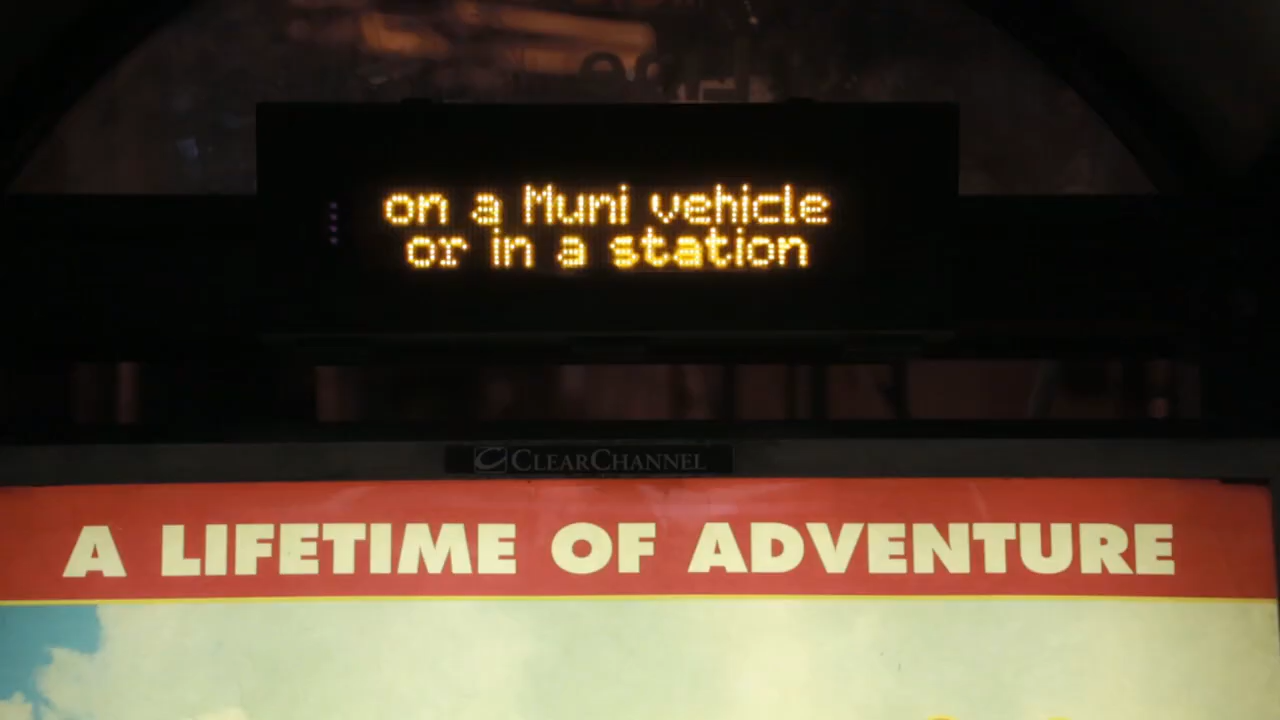 on a Muni vehicle
or in a station
CLEARCHANNEL
A LIFETIME OF ADVENTURE